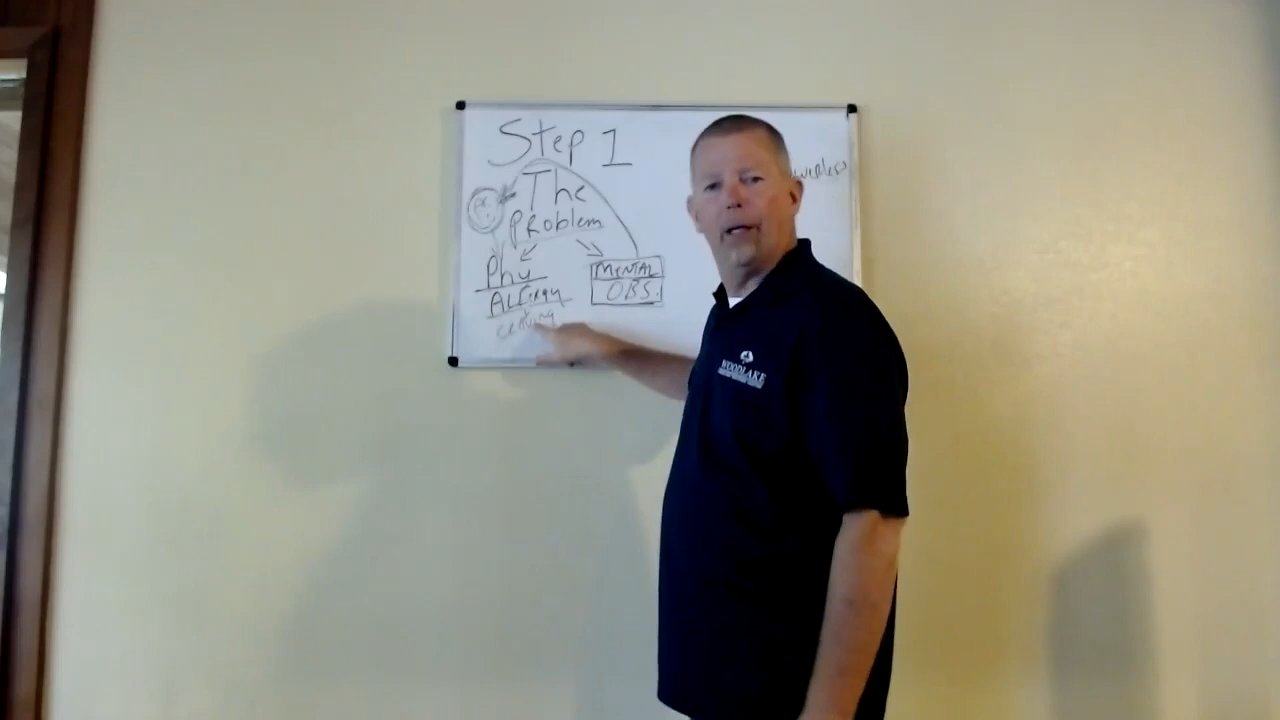 Step 1
The
PRoblem
Phy
ALLergy
MENTAL
OBS.
WOODLAKE